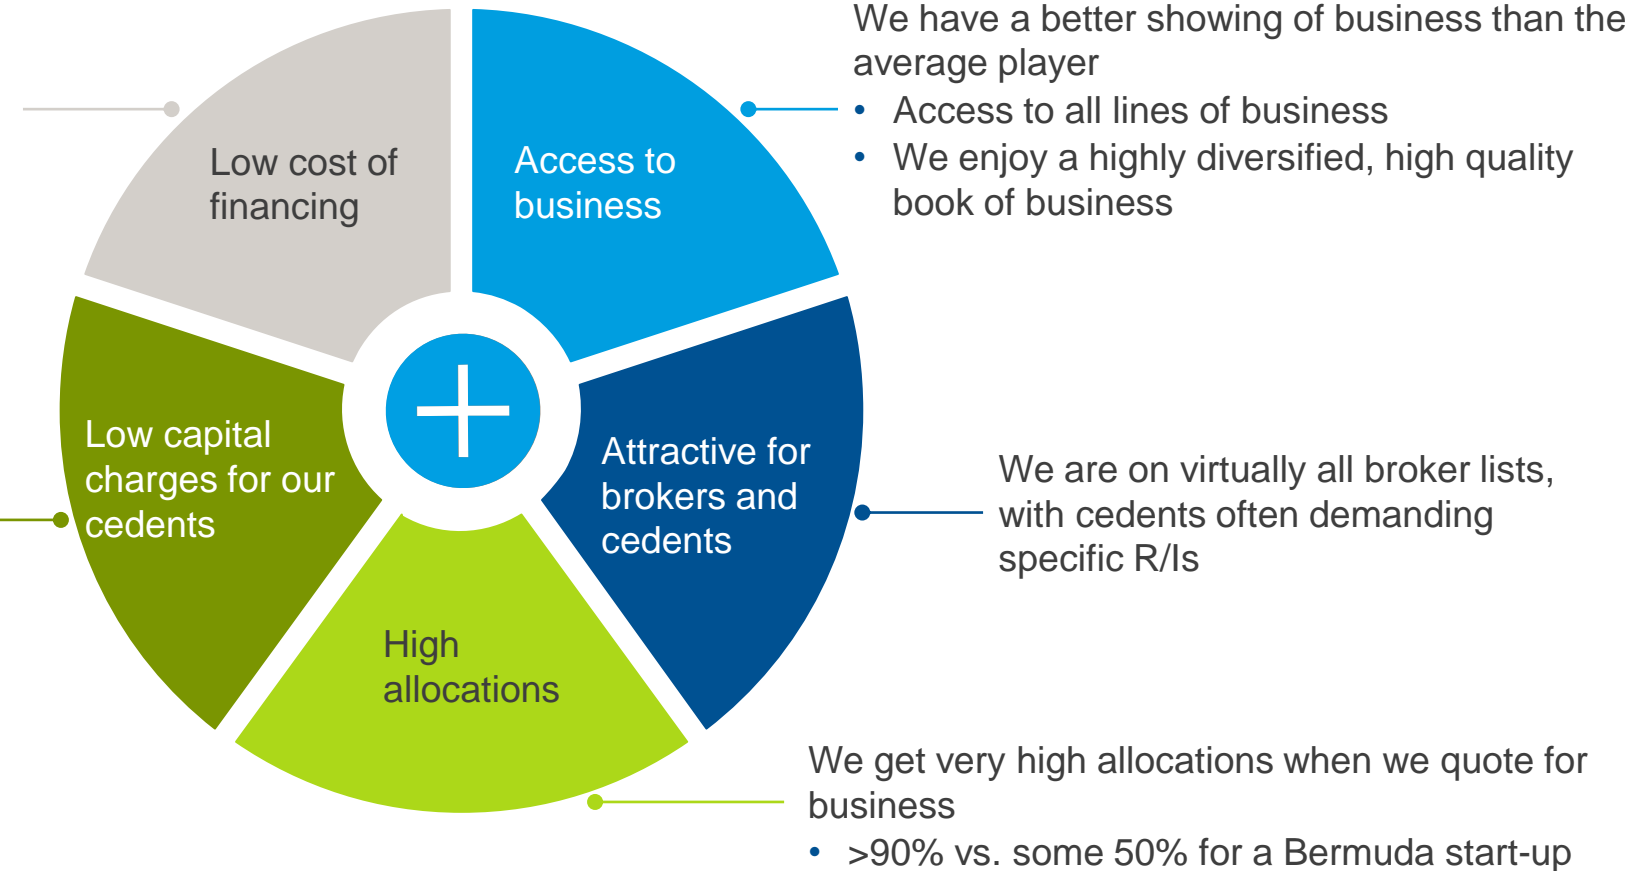 We have a better showing of business than the
average player
• Access to all lines of business
• We enjoy a highly diversified, high quality
book of business
Low cost of
financing
Access to
business
Low capital
charges for our
cedents
Attractive for
brokers and
cedents
We are on virtually all broker lists,
with cedents often demanding
specific R/Is
High
allocations
We get very high allocations when we quote for
business
• >90% vs. some 50% for a Bermuda start-up